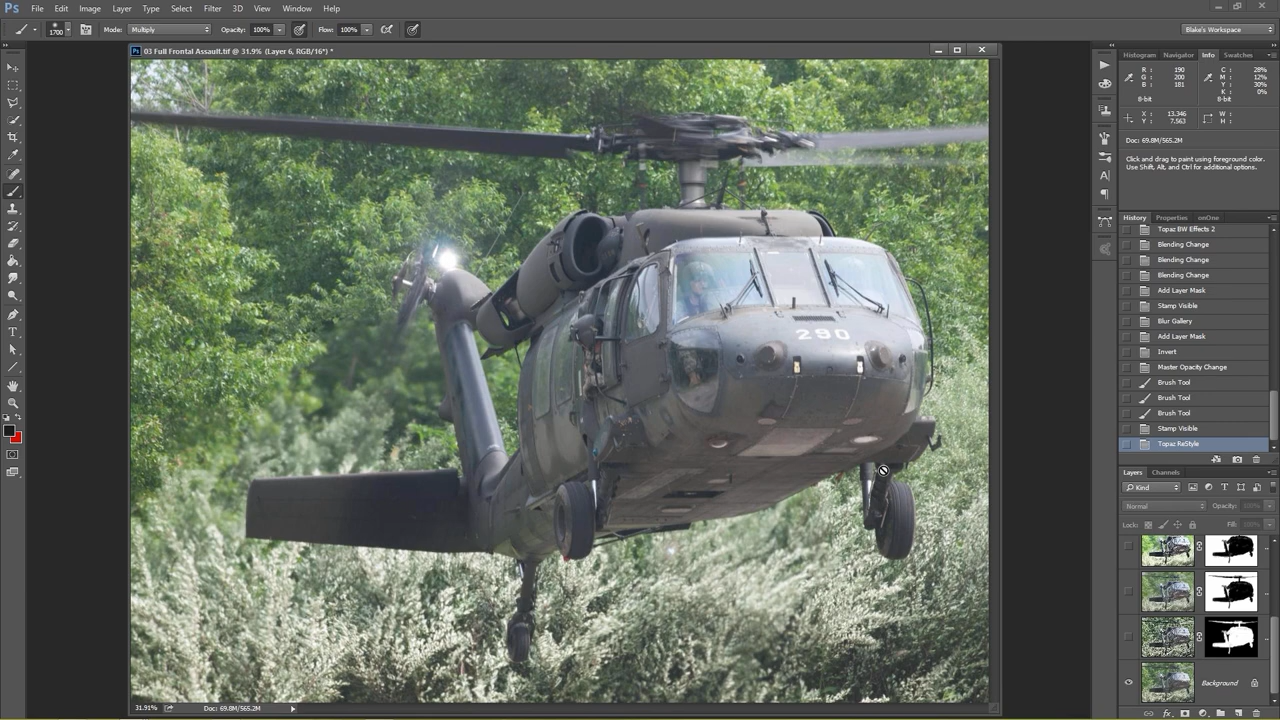 Ps File Edit Image Layer Type Select Filter 3D View Window Help
1700 Mode: Multiply Opacity: 100% Flow: 100% Blake's Workspace
03 Full Frontal Assault.tif @ 31.9% (Layer 6, RGB/16*) *
Histogram Navigator Info Swatches
R : 190 C : 28%
G : 200 M : 12%
B : 181 Y : 30%
K : 0%
8-bit 8-bit
X : 13.346 W :
Y : 7.563 H :
Doc: 69.8M/565.2M
Click and drag to paint using foreground color.
Use Shift, Alt, and Ctrl for additional options.
History Properties onOne
Topaz BW Effects 2
Blending Change
Blending Change
Blending Change
Add Layer Mask
Stamp Visible
Blur Gallery
Add Layer Mask
Invert
Master Opacity Change
Brush Tool
Brush Tool
Brush Tool
Stamp Visible
Topaz ReStyle
Layers Channels
Kind
Normal Opacity: 100%
Lock: Fill: 100%
Background
290
31.91% Doc: 69.8M/565.2M